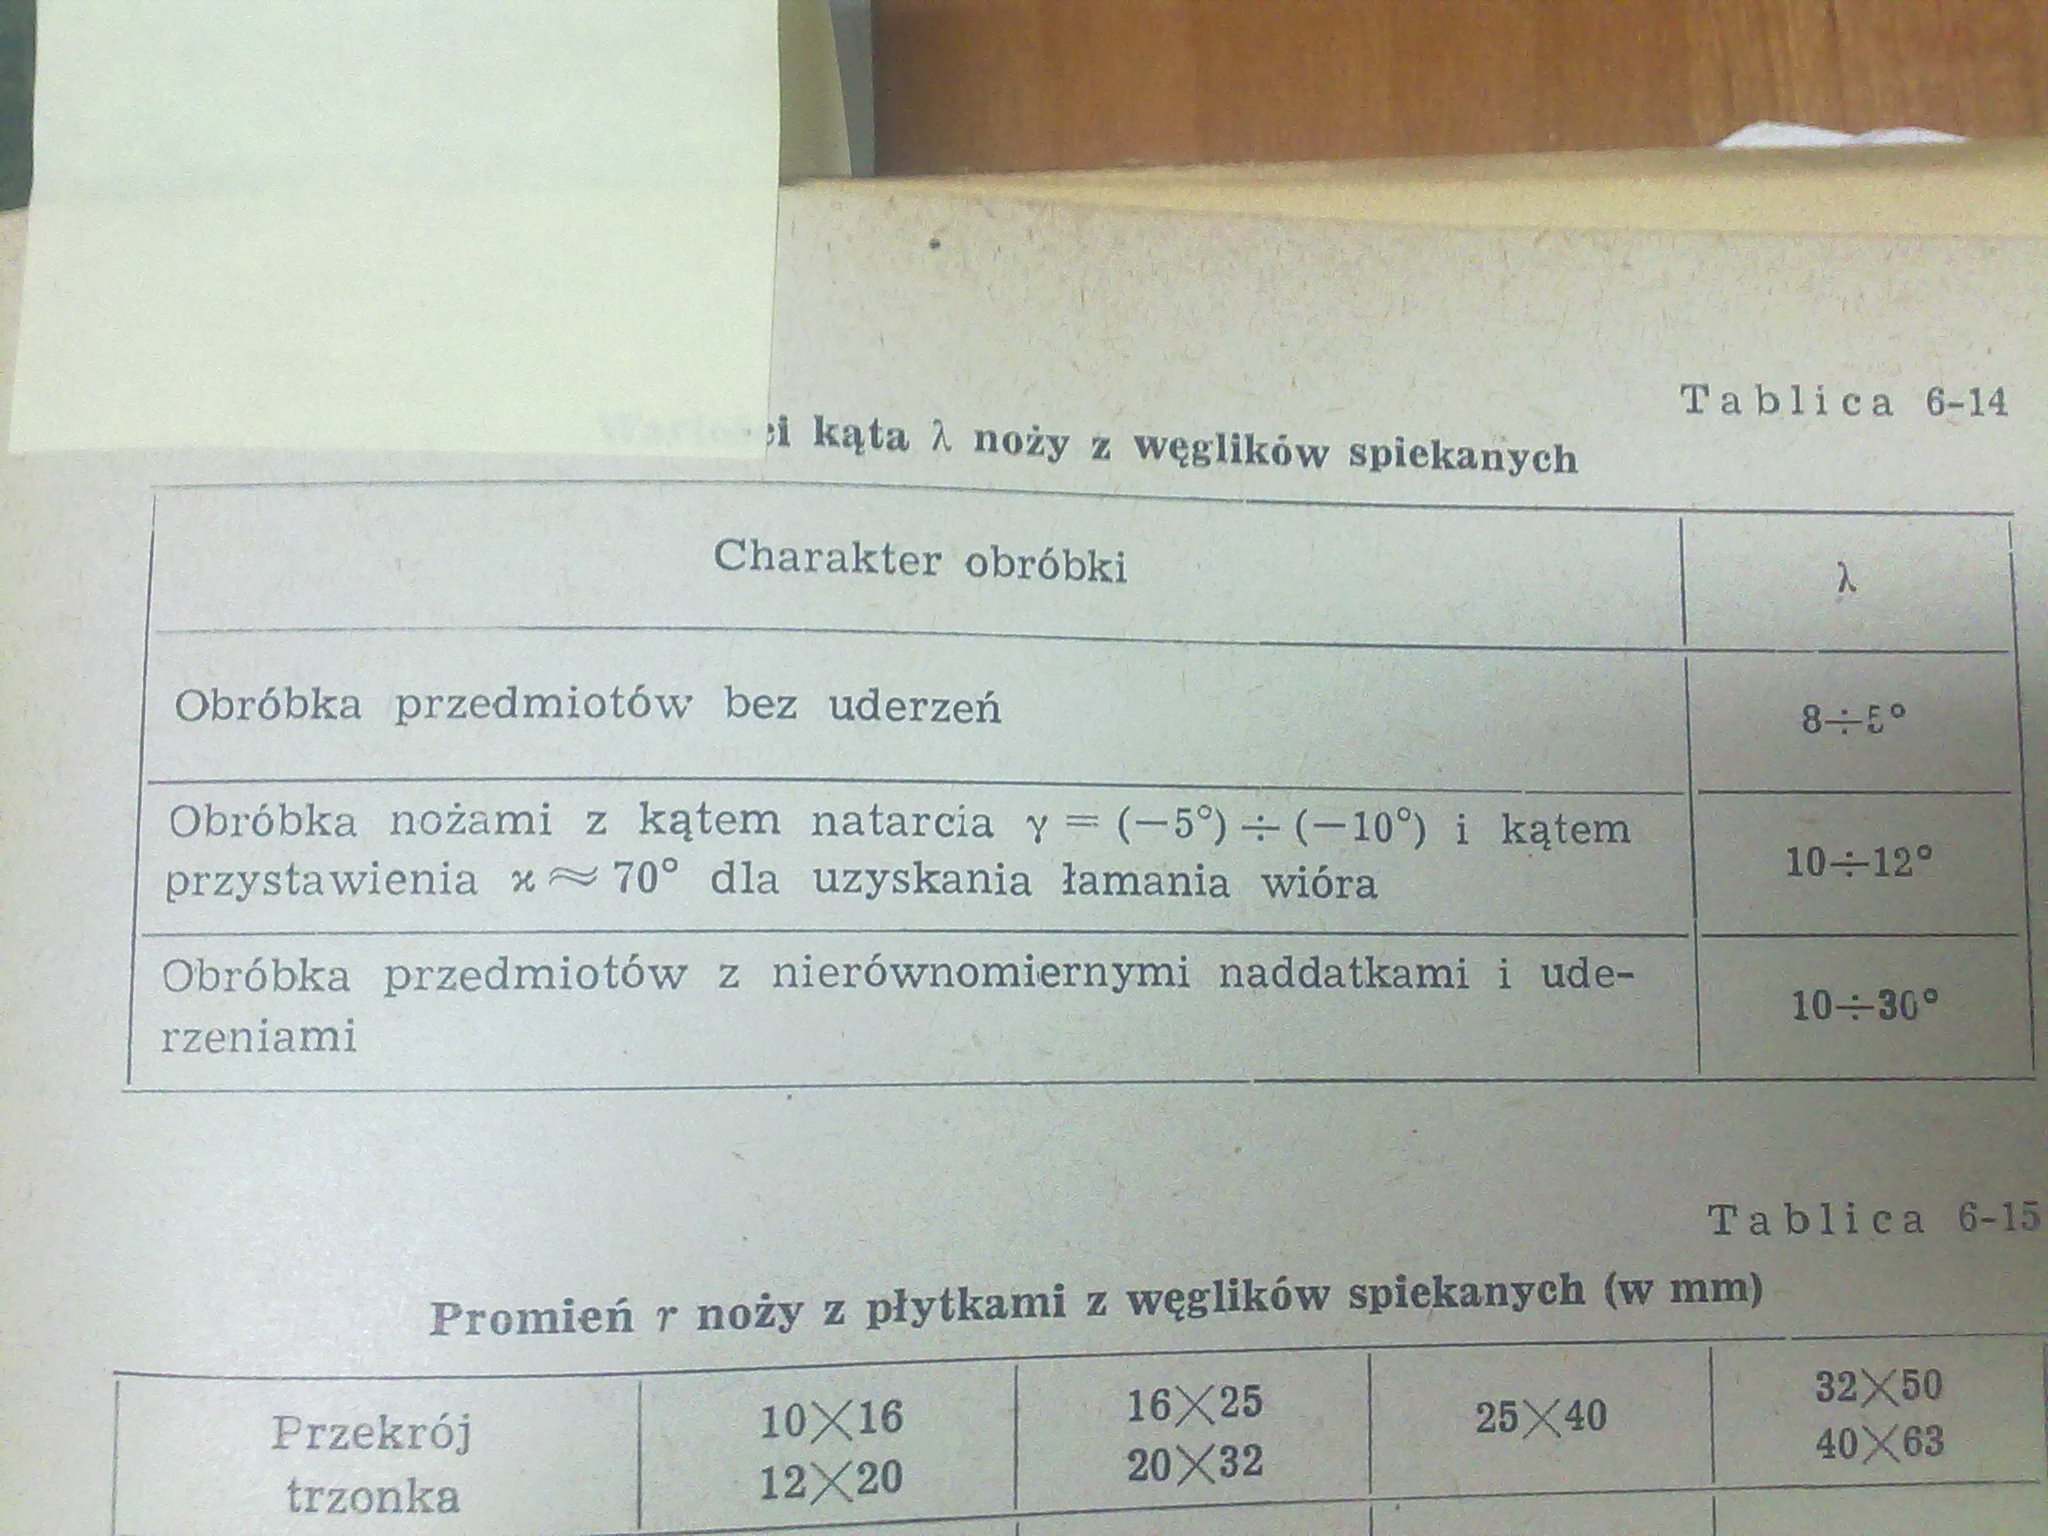 Tablica 6-14
kąta λ noży z węglików spiekanych
Charakter obróbki
λ
Obróbka przedmiotów bez uderzeń
8÷5°
Obróbka nożami z kątem natarcia γ = (−5°) ÷ (−10°) i kątem
przystawienia ϰ ≈ 70° dla uzyskania łamania wióra
10÷12°
Obróbka przedmiotów z nierównomiernymi naddatkami i ude-
rzeniami
10÷30°
Tablica 6-15
Promień r noży z płytkami z węglików spiekanych (w mm)
Przekrój
trzonka
10×16
12×20
16×25
20×32
25×40
32×50
40×63